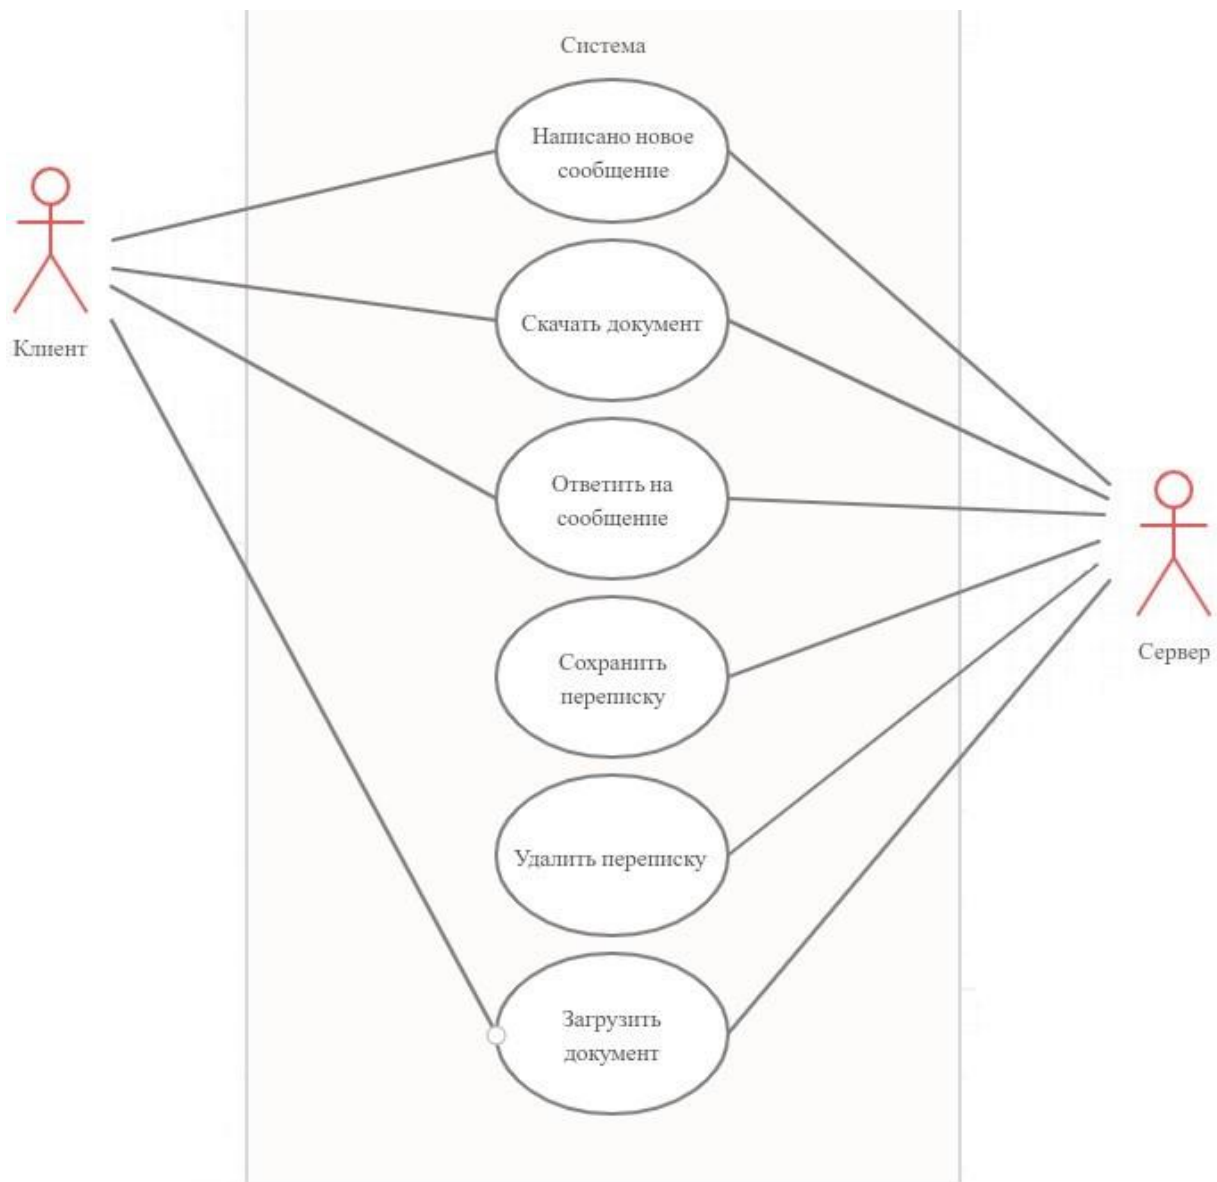 Система
Написано новое
сообщение
Клиент
Скачать документ
Ответить на
сообщение
Сервер
Сохранить
переписку
Удалить переписку
Загрузить
документ